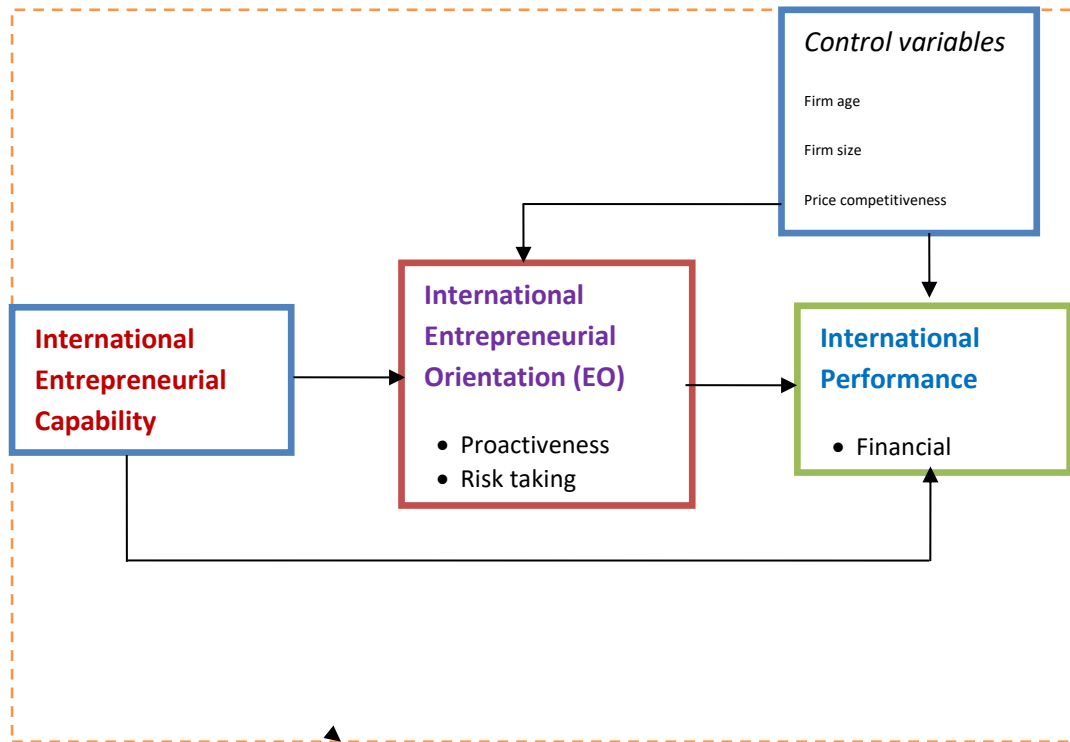 Control variables
Firm age
Firm size
Price competitiveness
International
Entrepreneurial
Orientation (EO)
• Proactiveness
• Risk taking
International
Entrepreneurial
Capability
International
Performance
• Financial